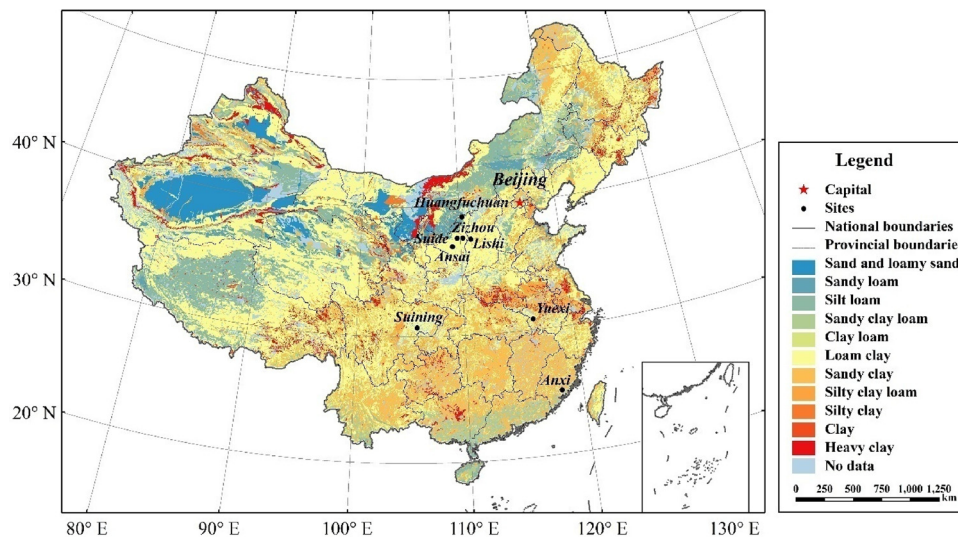 40° N
30° N
20° N
80° E
90° E
100° E
110° E
120° E
130° E
Beijing
Huangfuchuan
Zizhou
Suide
Lishi
Ansai
Suining
Yuexi
Anxi
Legend
Capital
Sites
National boundaries
Provincial boundaries
Sand and loamy sand
Sandy loam
Silt loam
Sandy clay loam
Clay loam
Loam clay
Sandy clay
Silty clay loam
Silty clay
Clay
Heavy clay
No data
0 250 500 750 1,000 1,250
km